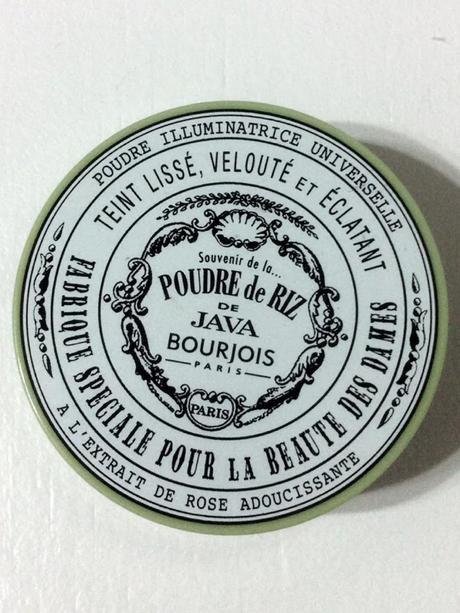 POUDRE ILLUMINATRICE UNIVERSELLE
TEINT LISSÉ, VELOUTÉ ET ÉCLATANT
Souvenir de la...
POUDRE de RIZ
DE
JAVA
BOURJOIS
PARIS
PARIS
FABRIQUE SPECIALE POUR LA BEAUTE DES DAMES
A L'EXTRAIT DE ROSE ADOUCISSANTE